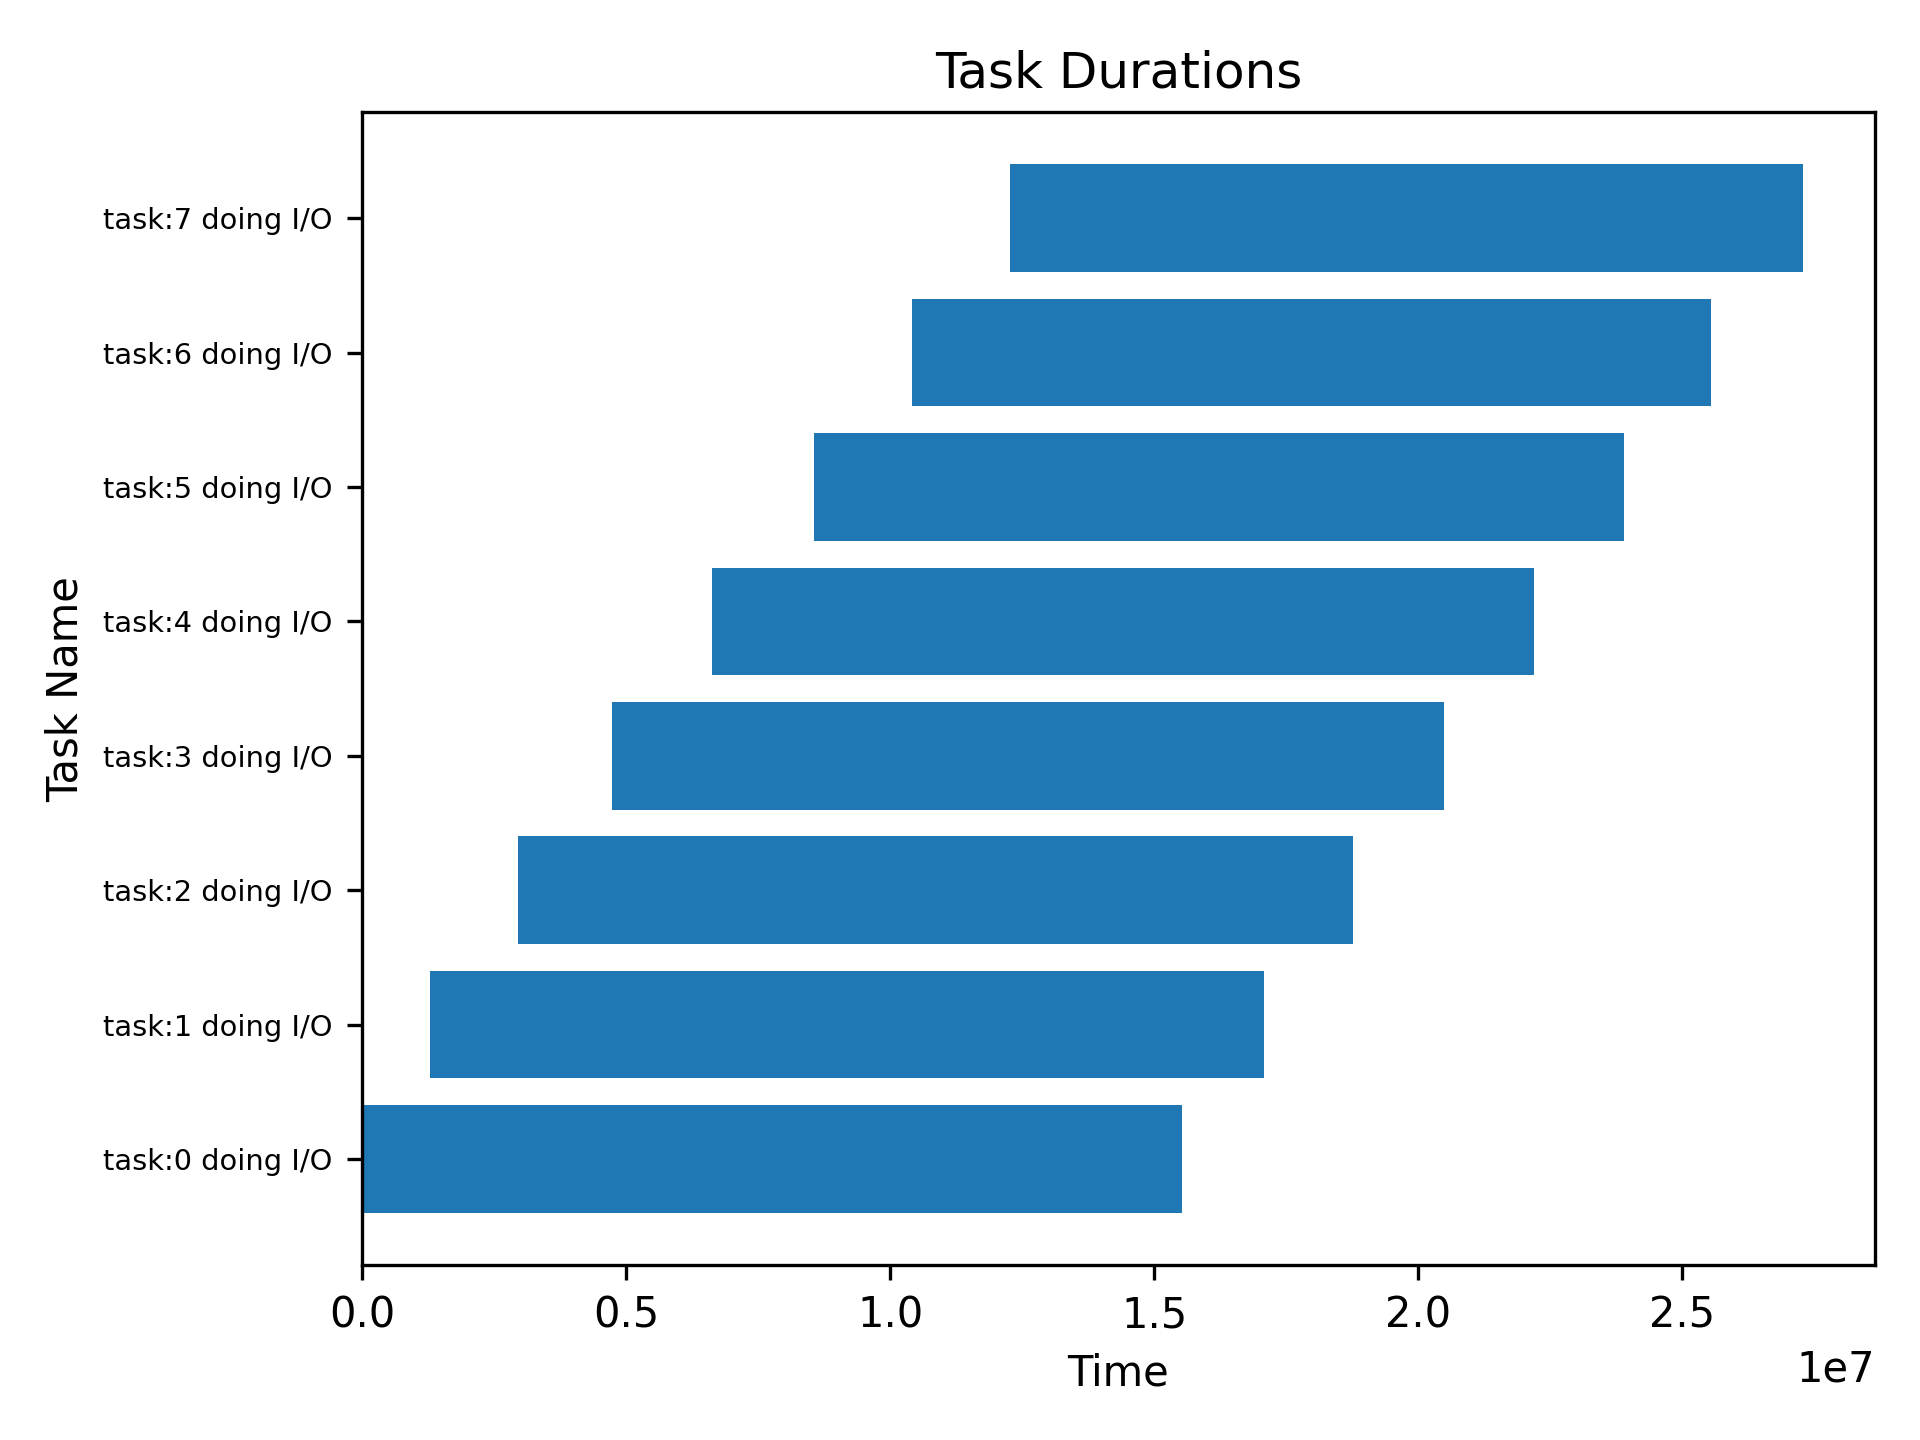 Task Durations
Task Name
task:7 doing I/O
task:6 doing I/O
task:5 doing I/O
task:4 doing I/O
task:3 doing I/O
task:2 doing I/O
task:1 doing I/O
task:0 doing I/O
0.0 0.5 1.0 1.5 2.0 2.5
Time
1e7